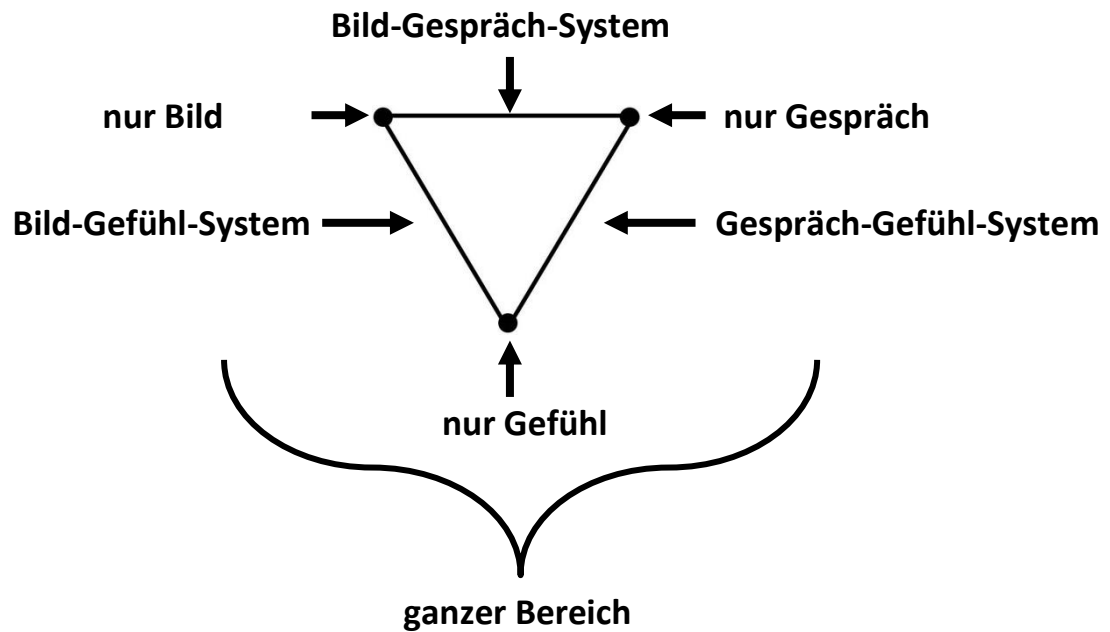 Bild-Gespräch-System
nur Bild
nur Gespräch
Bild-Gefühl-System
Gespräch-Gefühl-System
nur Gefühl
ganzer Bereich